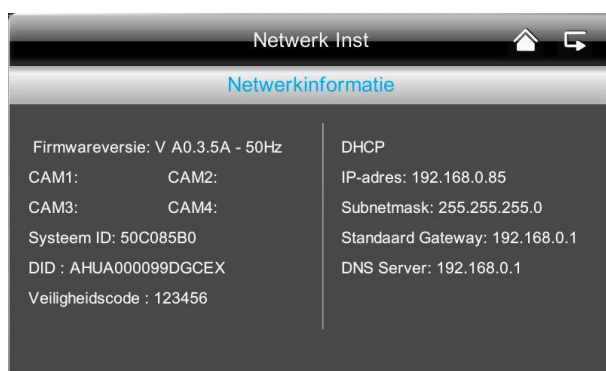 Netwerk Inst
Netwerkinformatie
Firmwareversie: V A0.3.5A - 50Hz
CAM1: CAM2:
CAM3: CAM4:
Systeem ID: 50C085B0
DID : AHUA000099DGCEX
Veiligheidscode : 123456
DHCP
IP-adres: 192.168.0.85
Subnetmask: 255.255.255.0
Standaard Gateway: 192.168.0.1
DNS Server: 192.168.0.1